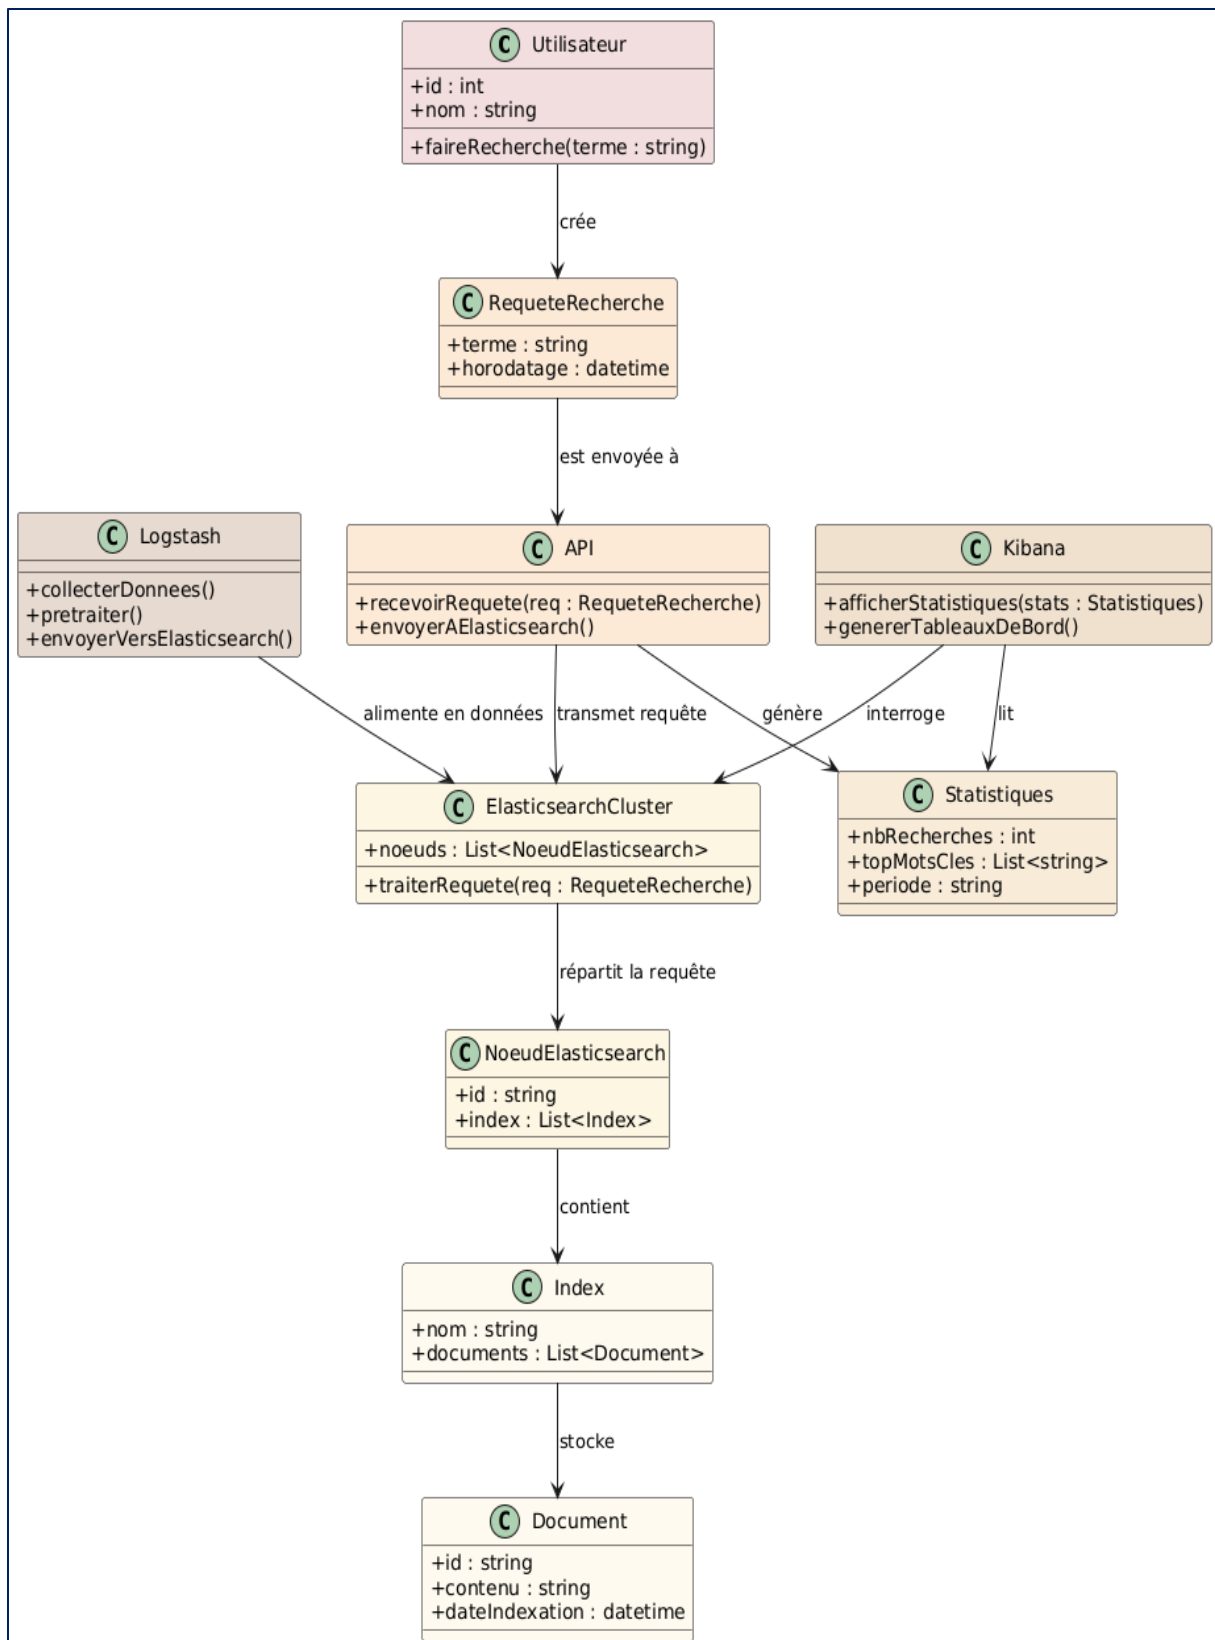 C Utilisateur
+id : int
+nom : string
+faireRecherche(terme : string)
crée
C RequeteRecherche
+terme : string
+horodatage : datetime
est envoyée à
C Logstash
+collecterDonnees()
+pretraiter()
+envoyerVersElasticsearch()
C API
+recevoirRequete(req : RequeteRecherche)
+envoyerAElasticsearch()
C Kibana
+afficherStatistiques(stats : Statistiques)
+genererTableauxDeBord()
alimente en données
transmet requête
génère
interroge
lit
C ElasticsearchCluster
+noeuds : List<NoeudElasticsearch>
+traiterRequete(req : RequeteRecherche)
C Statistiques
+nbRecherches : int
+topMotsCles : List<string>
+periode : string
répartit la requête
C NoeudElasticsearch
+id : string
+index : List<Index>
contient
C Index
+nom : string
+documents : List<Document>
stocke
C Document
+id : string
+contenu : string
+dateIndexation : datetime